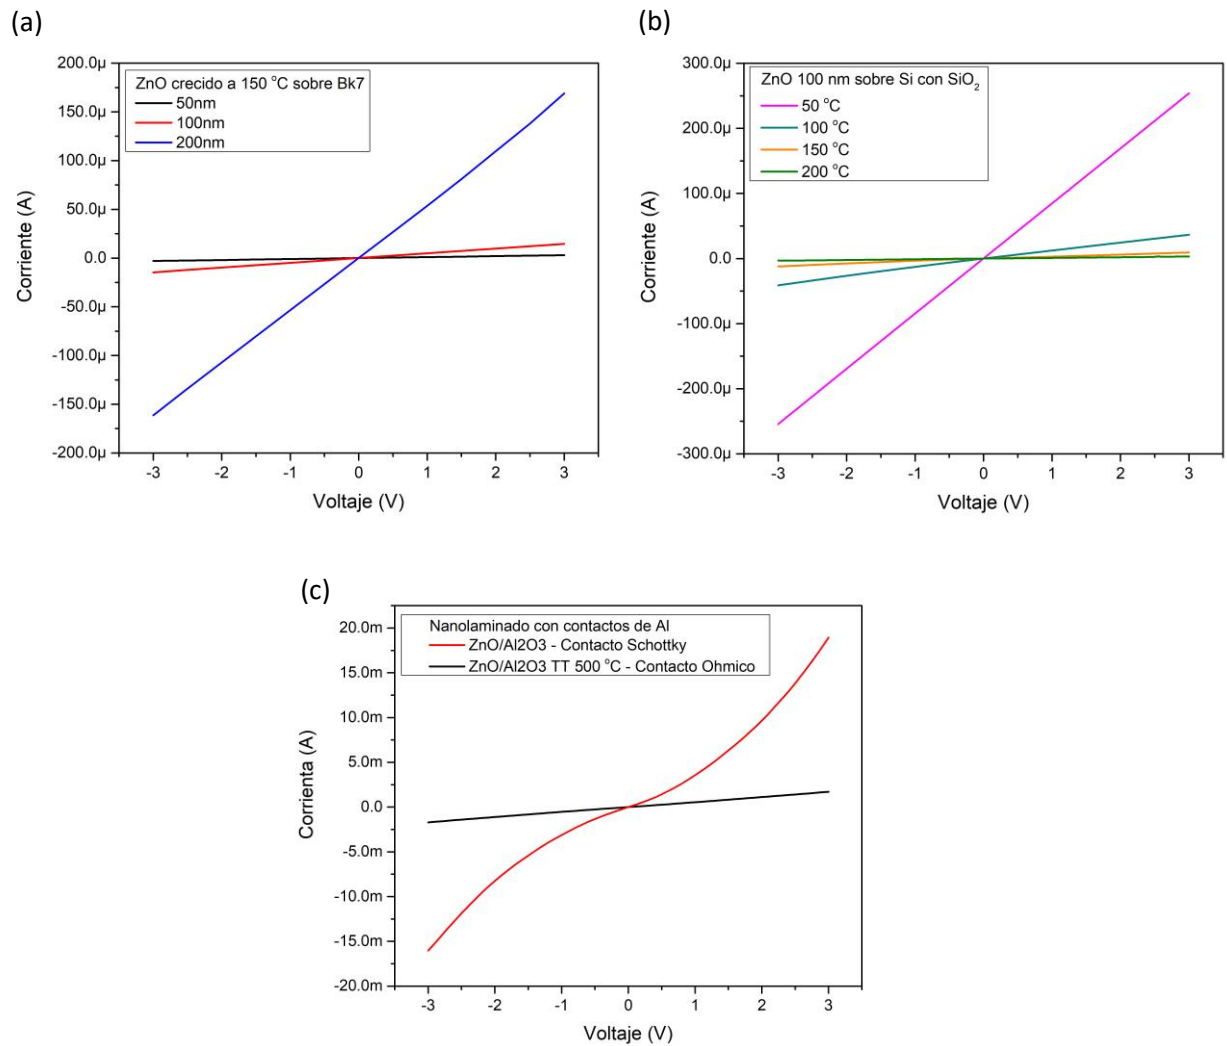 (a)
200.0µ
150.0µ
100.0µ
50.0µ
0.0
-50.0µ
-100.0µ
-150.0µ
-200.0µ
Corriente (A)
ZnO crecido a 150 °C sobre Bk7
50nm
100nm
200nm
-3 -2 -1 0 1 2 3
Voltaje (V)
(b)
300.0µ
200.0µ
100.0µ
0.0
-100.0µ
-200.0µ
-300.0µ
Corriente (A)
ZnO 100 nm sobre Si con SiO₂
50 °C
100 °C
150 °C
200 °C
-3 -2 -1 0 1 2 3
Voltaje (V)
(c)
20.0m
15.0m
10.0m
5.0m
0.0
-5.0m
-10.0m
-15.0m
-20.0m
Corrienta (A)
Nanolaminado con contactos de Al
ZnO/Al2O3 - Contacto Schottky
ZnO/Al2O3 TT 500 °C - Contacto Ohmico
-3 -2 -1 0 1 2 3
Voltaje (V)